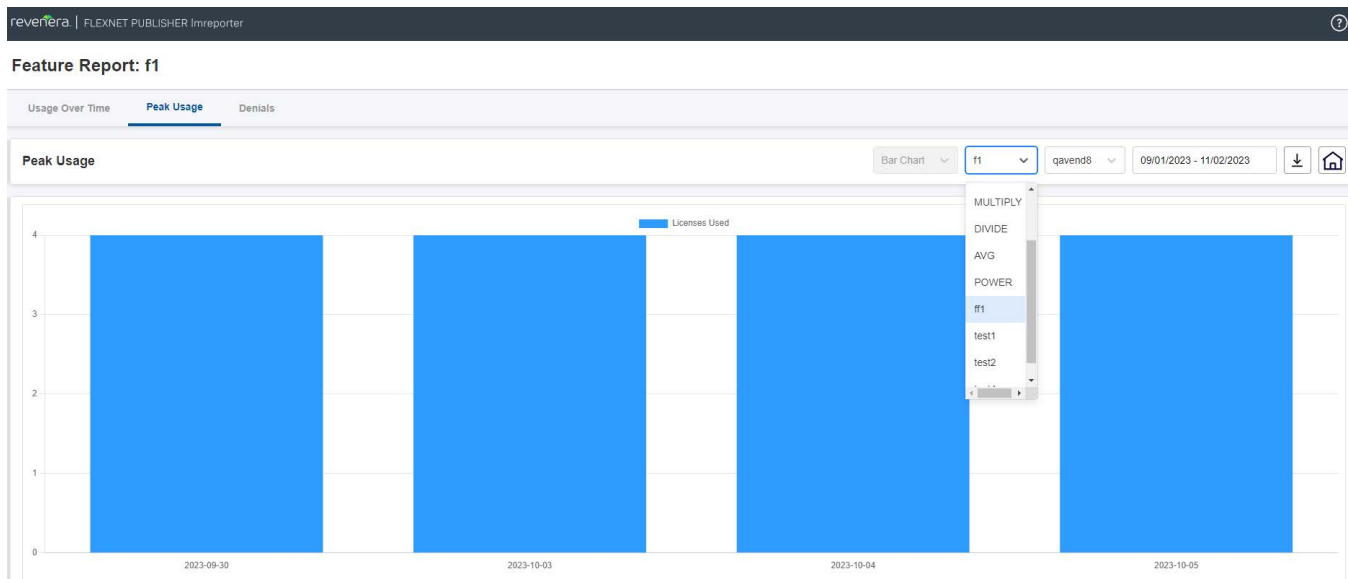 revenera. | FLEXNET PUBLISHER lmreporter
Feature Report: f1
Usage Over Time Peak Usage Denials
Peak Usage Bar Chart f1 qavend8 09/01/2023 - 11/02/2023
MULTIPLY
DIVIDE
AVG
POWER
ff1
test1
test2
Licenses Used
4
3
2
1
0
2023-09-30 2023-10-03 2023-10-04 2023-10-05